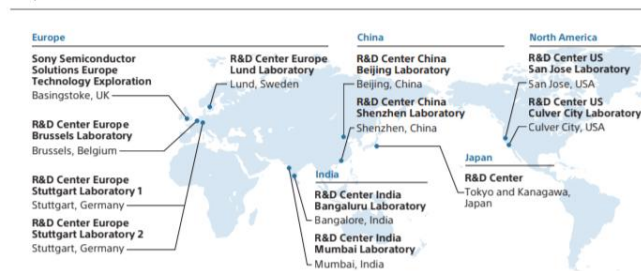 Europe
Sony Semiconductor
Solutions Europe
Technology Exploration
Basingstoke, UK
R&D Center Europe
Brussels Laboratory
Brussels, Belgium
R&D Center Europe
Stuttgart Laboratory 1
Stuttgart, Germany
R&D Center Europe
Stuttgart Laboratory 2
Stuttgart, Germany
R&D Center Europe
Lund Laboratory
Lund, Sweden
China
R&D Center China
Beijing Laboratory
Beijing, China
R&D Center China
Shenzhen Laboratory
Shenzhen, China
India
R&D Center India
Bangaluru Laboratory
Bangalore, India
R&D Center India
Mumbai Laboratory
Mumbai, India
North America
R&D Center US
San Jose Laboratory
San Jose, USA
R&D Center US
Culver City Laboratory
Culver City, USA
Japan
R&D Center
Tokyo and Kanagawa,
Japan